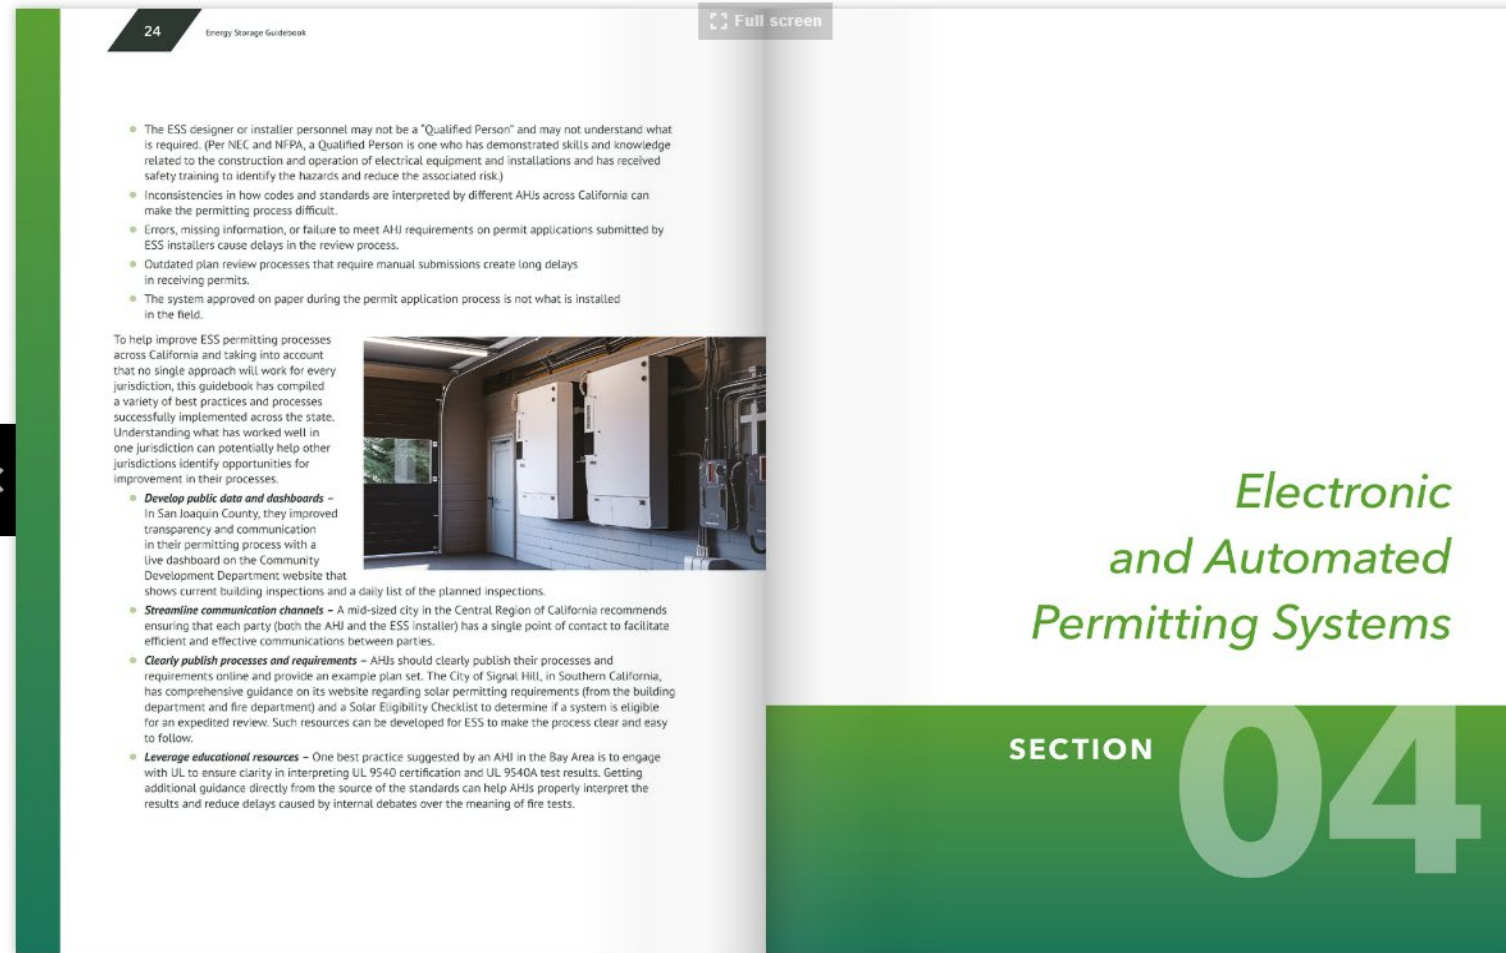 24
Energy Storage Guidebook
Full screen
The ESS designer or installer personnel may not be a "Qualified Person" and may not understand what
is required. (Per NEC and NFPA, a Qualified Person is one who has demonstrated skills and knowledge
related to the construction and operation of electrical equipment and installations and has received
safety training to identify the hazards and reduce the associated risk.)
Inconsistencies in how codes and standards are interpreted by different AHJs across California can
make the permitting process difficult.
Errors, missing information, or failure to meet AHJ requirements on permit applications submitted by
ESS installers cause delays in the review process.
Outdated plan review processes that require manual submissions create long delays
in receiving permits.
The system approved on paper during the permit application process is not what is installed
in the field.
To help improve ESS permitting processes
across California and taking into account
that no single approach will work for every
jurisdiction, this guidebook has compiled
a variety of best practices and processes
successfully implemented across the state.
Understanding what has worked well in
one jurisdiction can potentially help other
jurisdictions identify opportunities for
improvement in their processes.
Develop public data and dashboards –
In San Joaquin County, they improved
transparency and communication
in their permitting process with a
live dashboard on the Community
Development Department website that
shows current building inspections and a daily list of the planned inspections.
Streamline communication channels – A mid-sized city in the Central Region of California recommends
ensuring that each party (both the AHJ and the ESS installer) has a single point of contact to facilitate
efficient and effective communications between parties.
Clearly publish processes and requirements – AHJs should clearly publish their processes and
requirements online and provide an example plan set. The City of Signal Hill, in Southern California,
has comprehensive guidance on its website regarding solar permitting requirements (from the building
department and fire department) and a Solar Eligibility Checklist to determine if a system is eligible
for an expedited review. Such resources can be developed for ESS to make the process clear and easy
to follow.
Leverage educational resources – One best practice suggested by an AHJ in the Bay Area is to engage
with UL to ensure clarity in interpreting UL 9540 certification and UL 9540A test results. Getting
additional guidance directly from the source of the standards can help AHJs properly interpret the
results and reduce delays caused by internal debates over the meaning of fire tests.
Electronic
and Automated
Permitting Systems
SECTION 04